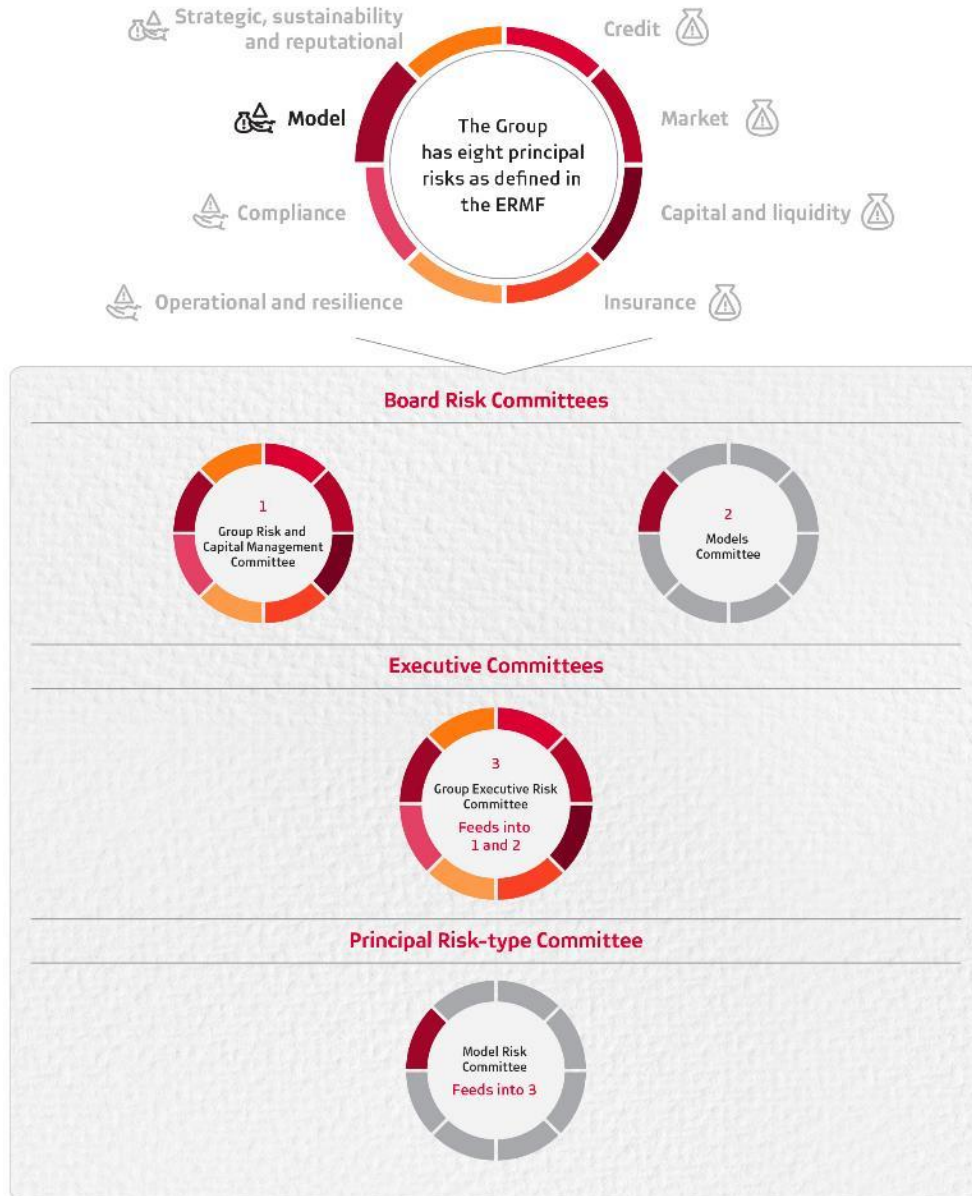 Strategic, sustainability
and reputational
Credit
Model
Market
The Group
has eight principal
risks as defined in
the ERMF
Compliance
Capital and liquidity
Operational and resilience
Insurance
Board Risk Committees
1
Group Risk and
Capital Management
Committee
2
Models
Committee
Executive Committees
3
Group Executive Risk
Committee
Feeds into
1 and 2
Principal Risk-type Committee
Model Risk
Committee
Feeds into 3